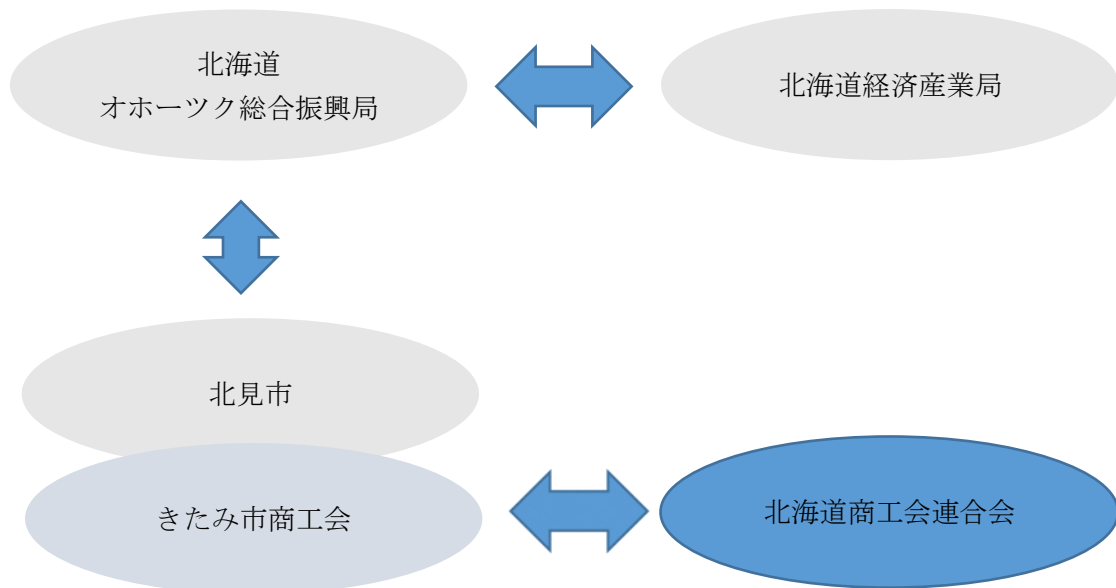 北海道
オホーツク総合振興局
北海道経済産業局
北見市
きたみ市商工会
北海道商工会連合会